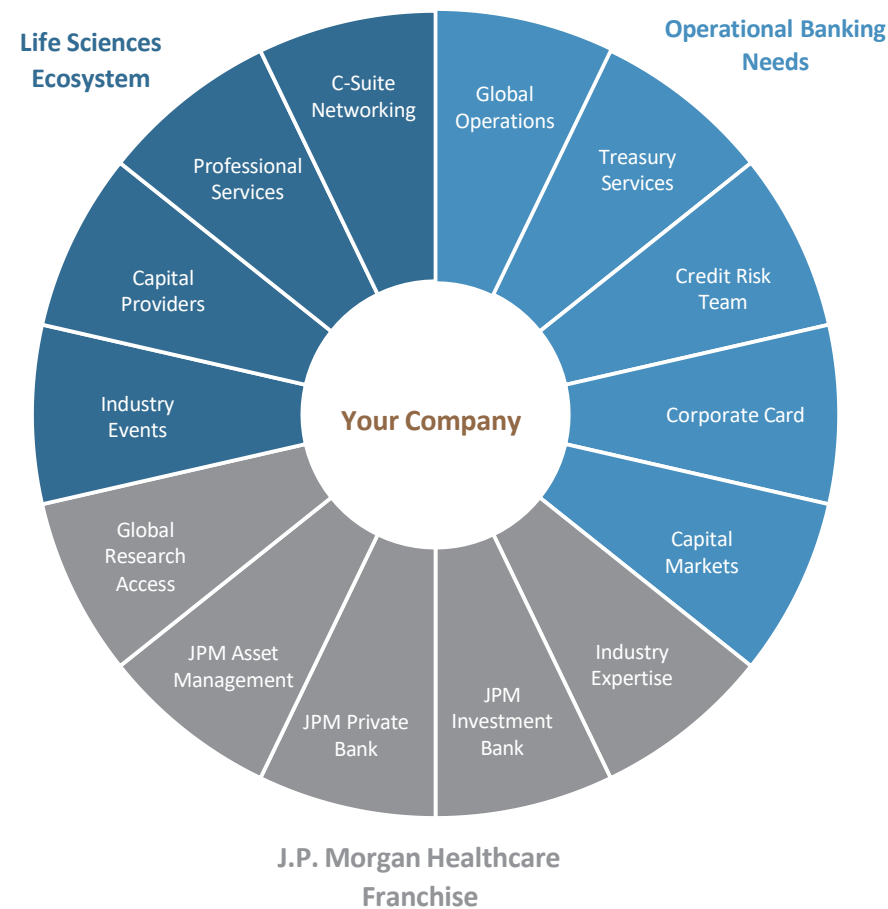 Life Sciences
Ecosystem
Operational Banking
Needs
C-Suite
Networking
Global
Operations
Professional
Services
Treasury
Services
Capital
Providers
Credit Risk
Team
Industry
Events
Your Company
Corporate Card
Global
Research
Access
Capital
Markets
JPM Asset
Management
Industry
Expertise
JPM Private
Bank
JPM
Investment
Bank
J.P. Morgan Healthcare
Franchise